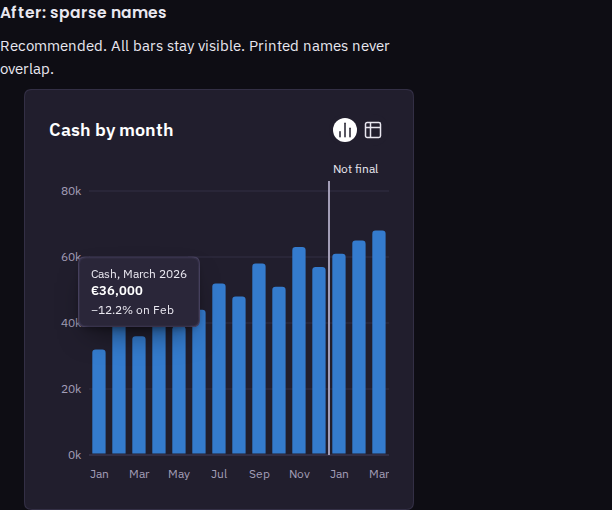 After: sparse names
Recommended. All bars stay visible. Printed names never
overlap.
Cash by month
Not final
80k
60k
Cash, March 2026
€36,000
−12.2% on Feb
40k
20k
0k
Jan Mar May Jul Sep Nov Jan Mar